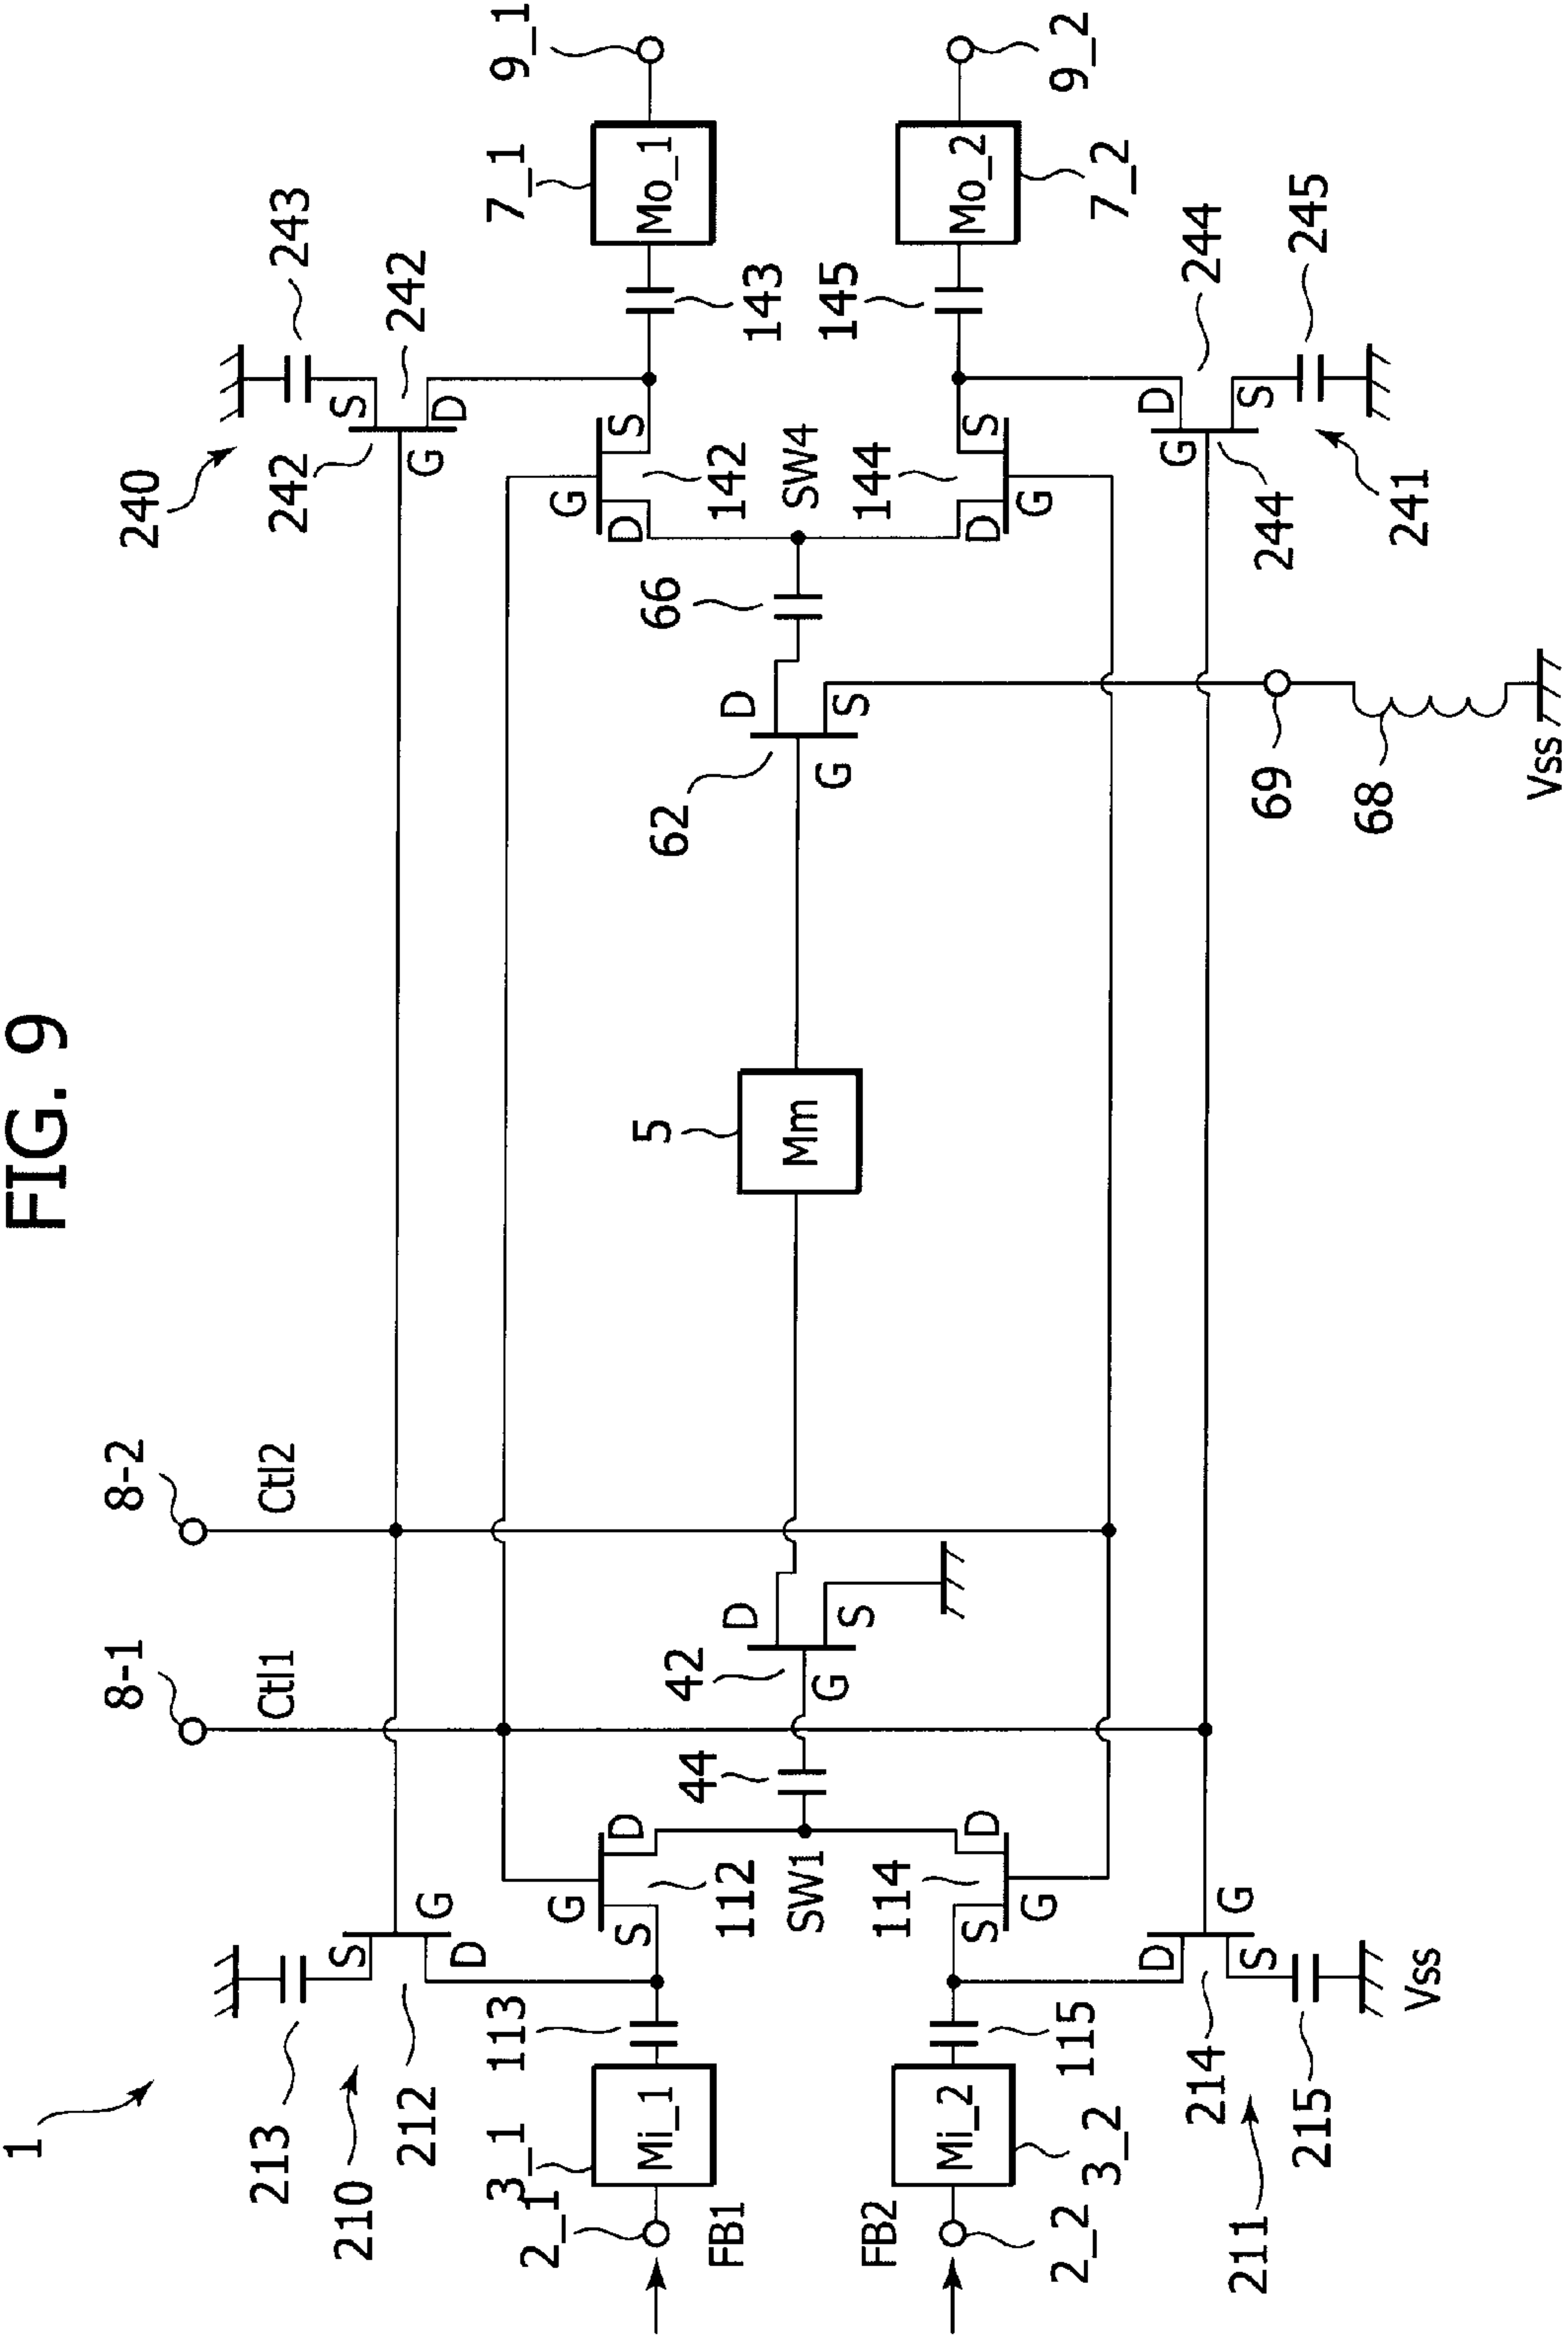 FIG. 9
1
8-1
8-2
Ctl1
Ctl2
240
243
242
242
S
D
G
213
210
212
S
D
G
9_1
7_1
Mo_1
143
G
D
S
142
SW4
66
D
S
G
62
5
Mm
D
S
G
42
44
G
D
S
112
SW1
113
3_1
Mi_1
2_1
FB1
FB2
2_2
Mi_2
3_2
115
114
D
S
G
144
D
S
G
145
Mo_2
7_2
9_2
244
245
D
S
G
244
241
69
68
Vss
D
S
G
214
215
211
Vss